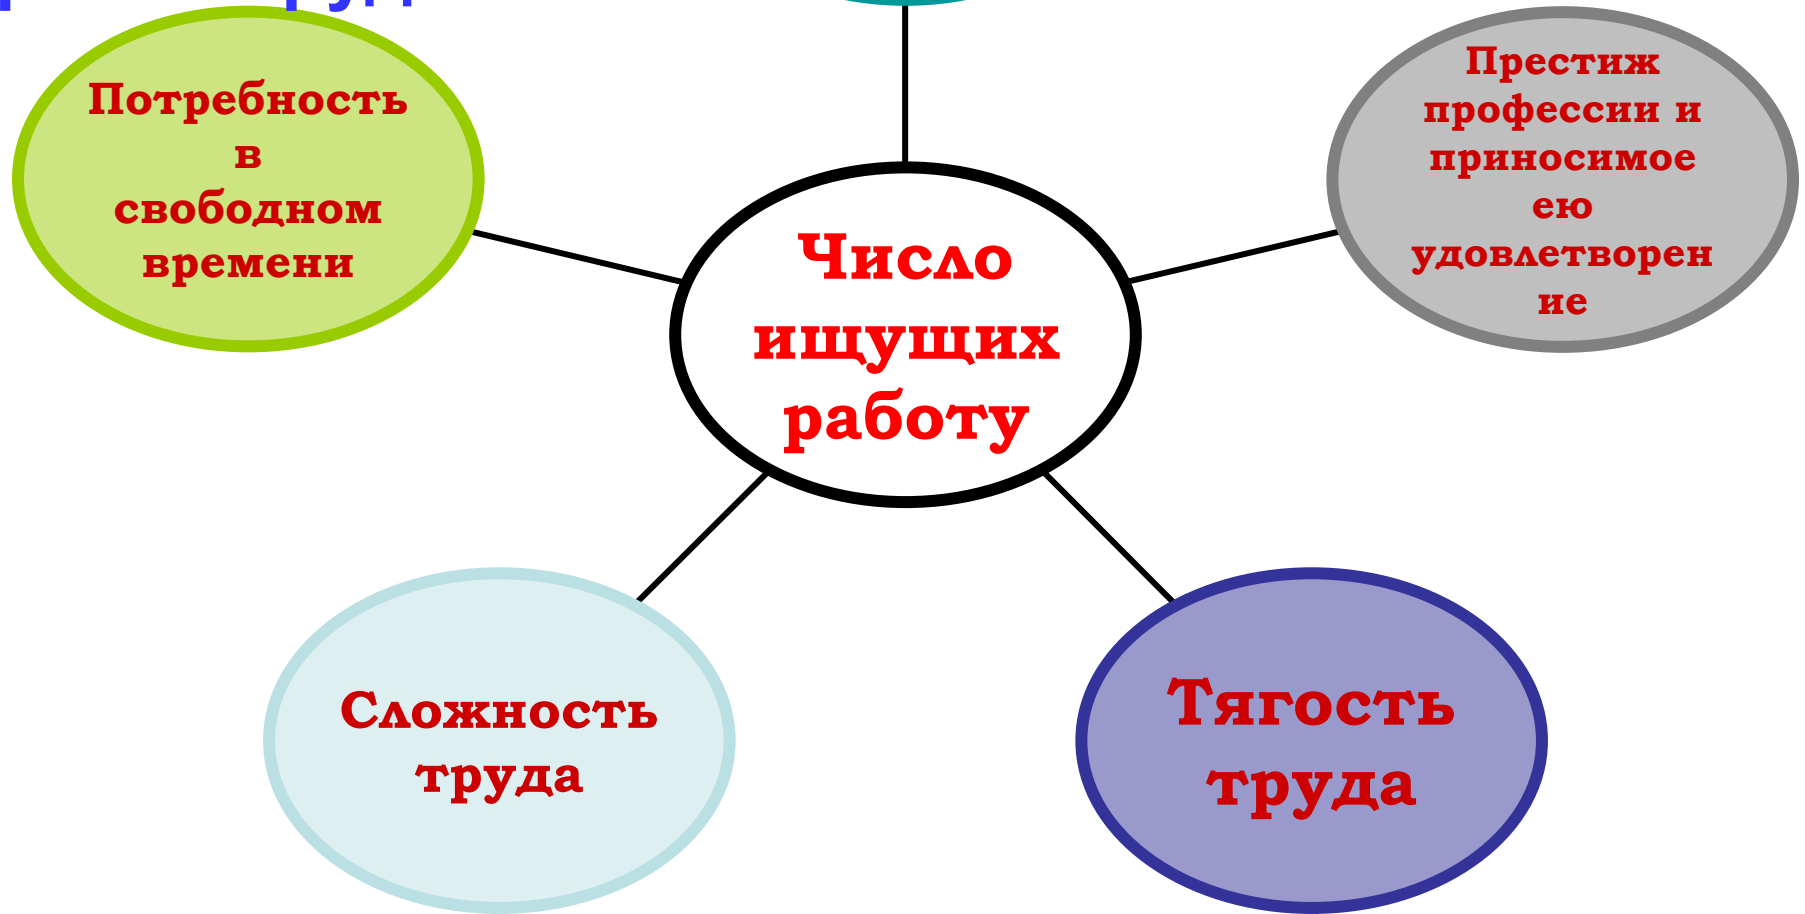 Потребность
в
свободном
времени
Престиж
профессии и
приносимое
ею
удовлетворен
ие
Число
ищущих
работу
Сложность
труда
Тягость
труда